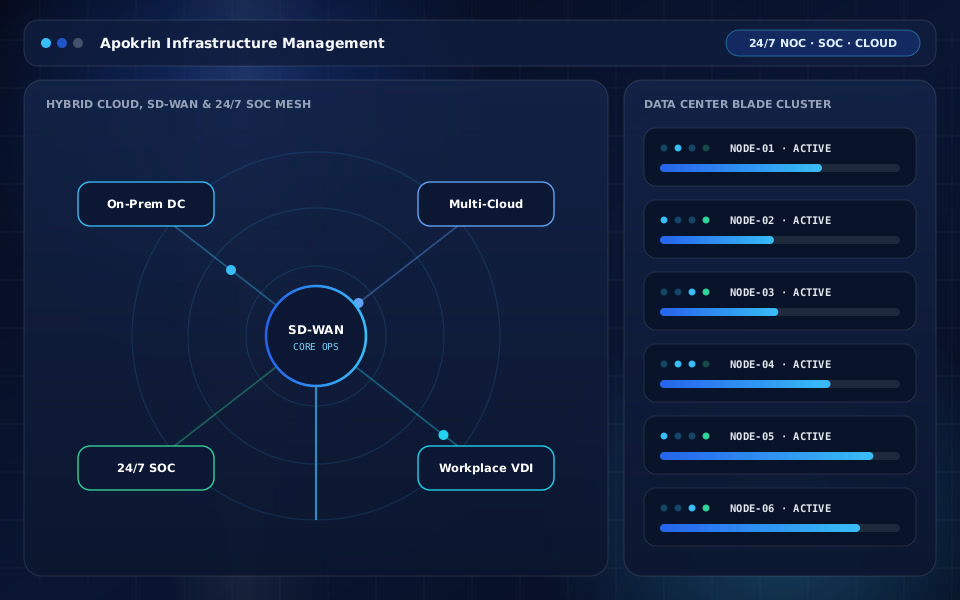 Apokrin Infrastructure Management
24/7 NOC · SOC · CLOUD
HYBRID CLOUD, SD-WAN & 24/7 SOC MESH
On-Prem DC
Multi-Cloud
SD-WAN
CORE OPS
24/7 SOC
Workplace VDI
DATA CENTER BLADE CLUSTER
NODE-01 · ACTIVE
NODE-02 · ACTIVE
NODE-03 · ACTIVE
NODE-04 · ACTIVE
NODE-05 · ACTIVE
NODE-06 · ACTIVE